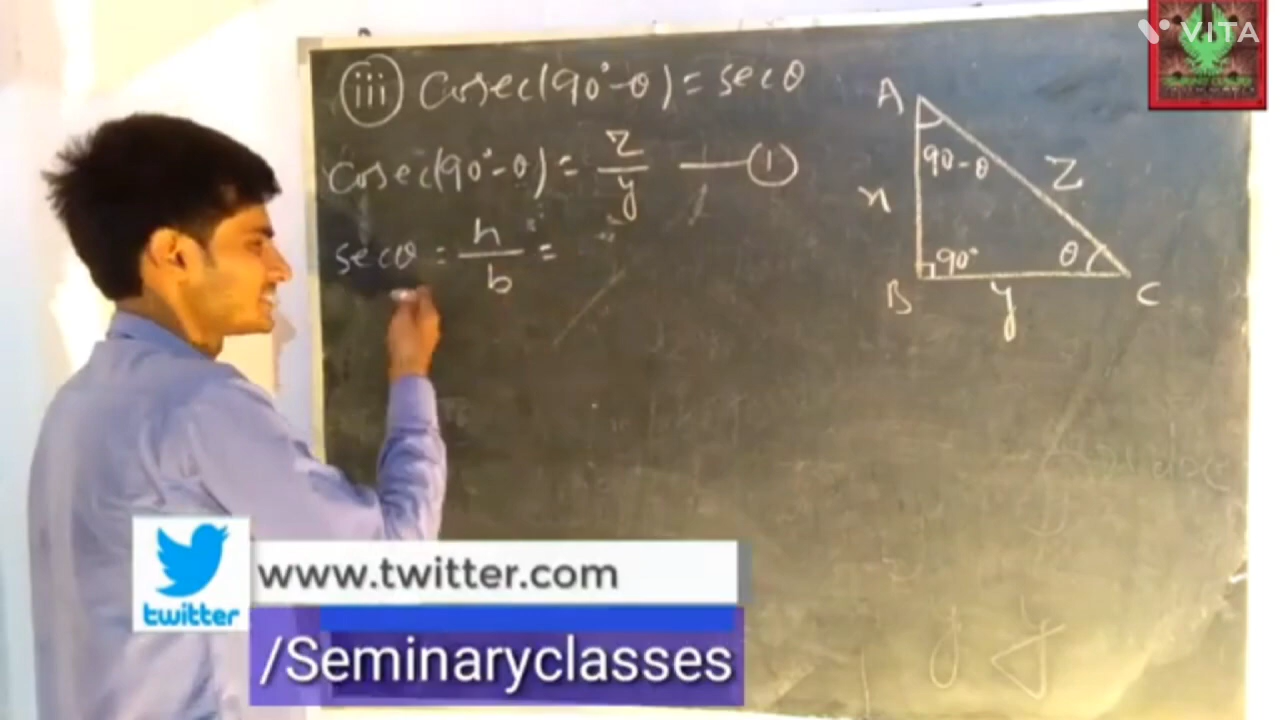 VITA
(iii) Cosec(90°-θ) = secθ
Cosec(90°-θ) = z/y — (1)
secθ = h/b =
A
90-θ
z
x
90°
θ
B
y
C
y y
www.twitter.com
twitter
/Seminaryclasses